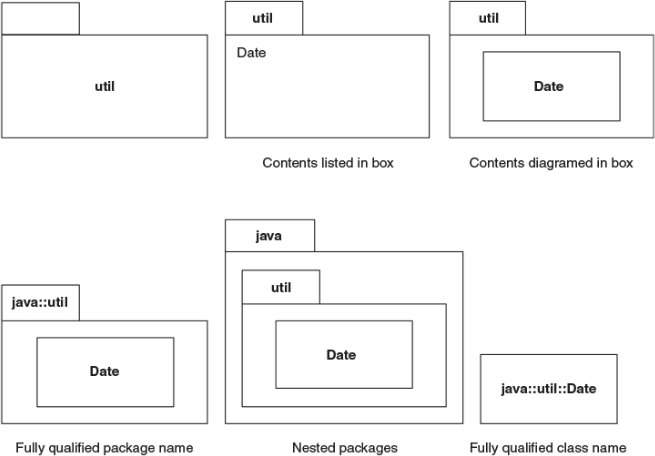 util
util
Date
Contents listed in box
util
Date
Contents diagramed in box
java::util
Date
Fully qualified package name
java
util
Date
Nested packages
java::util::Date
Fully qualified class name